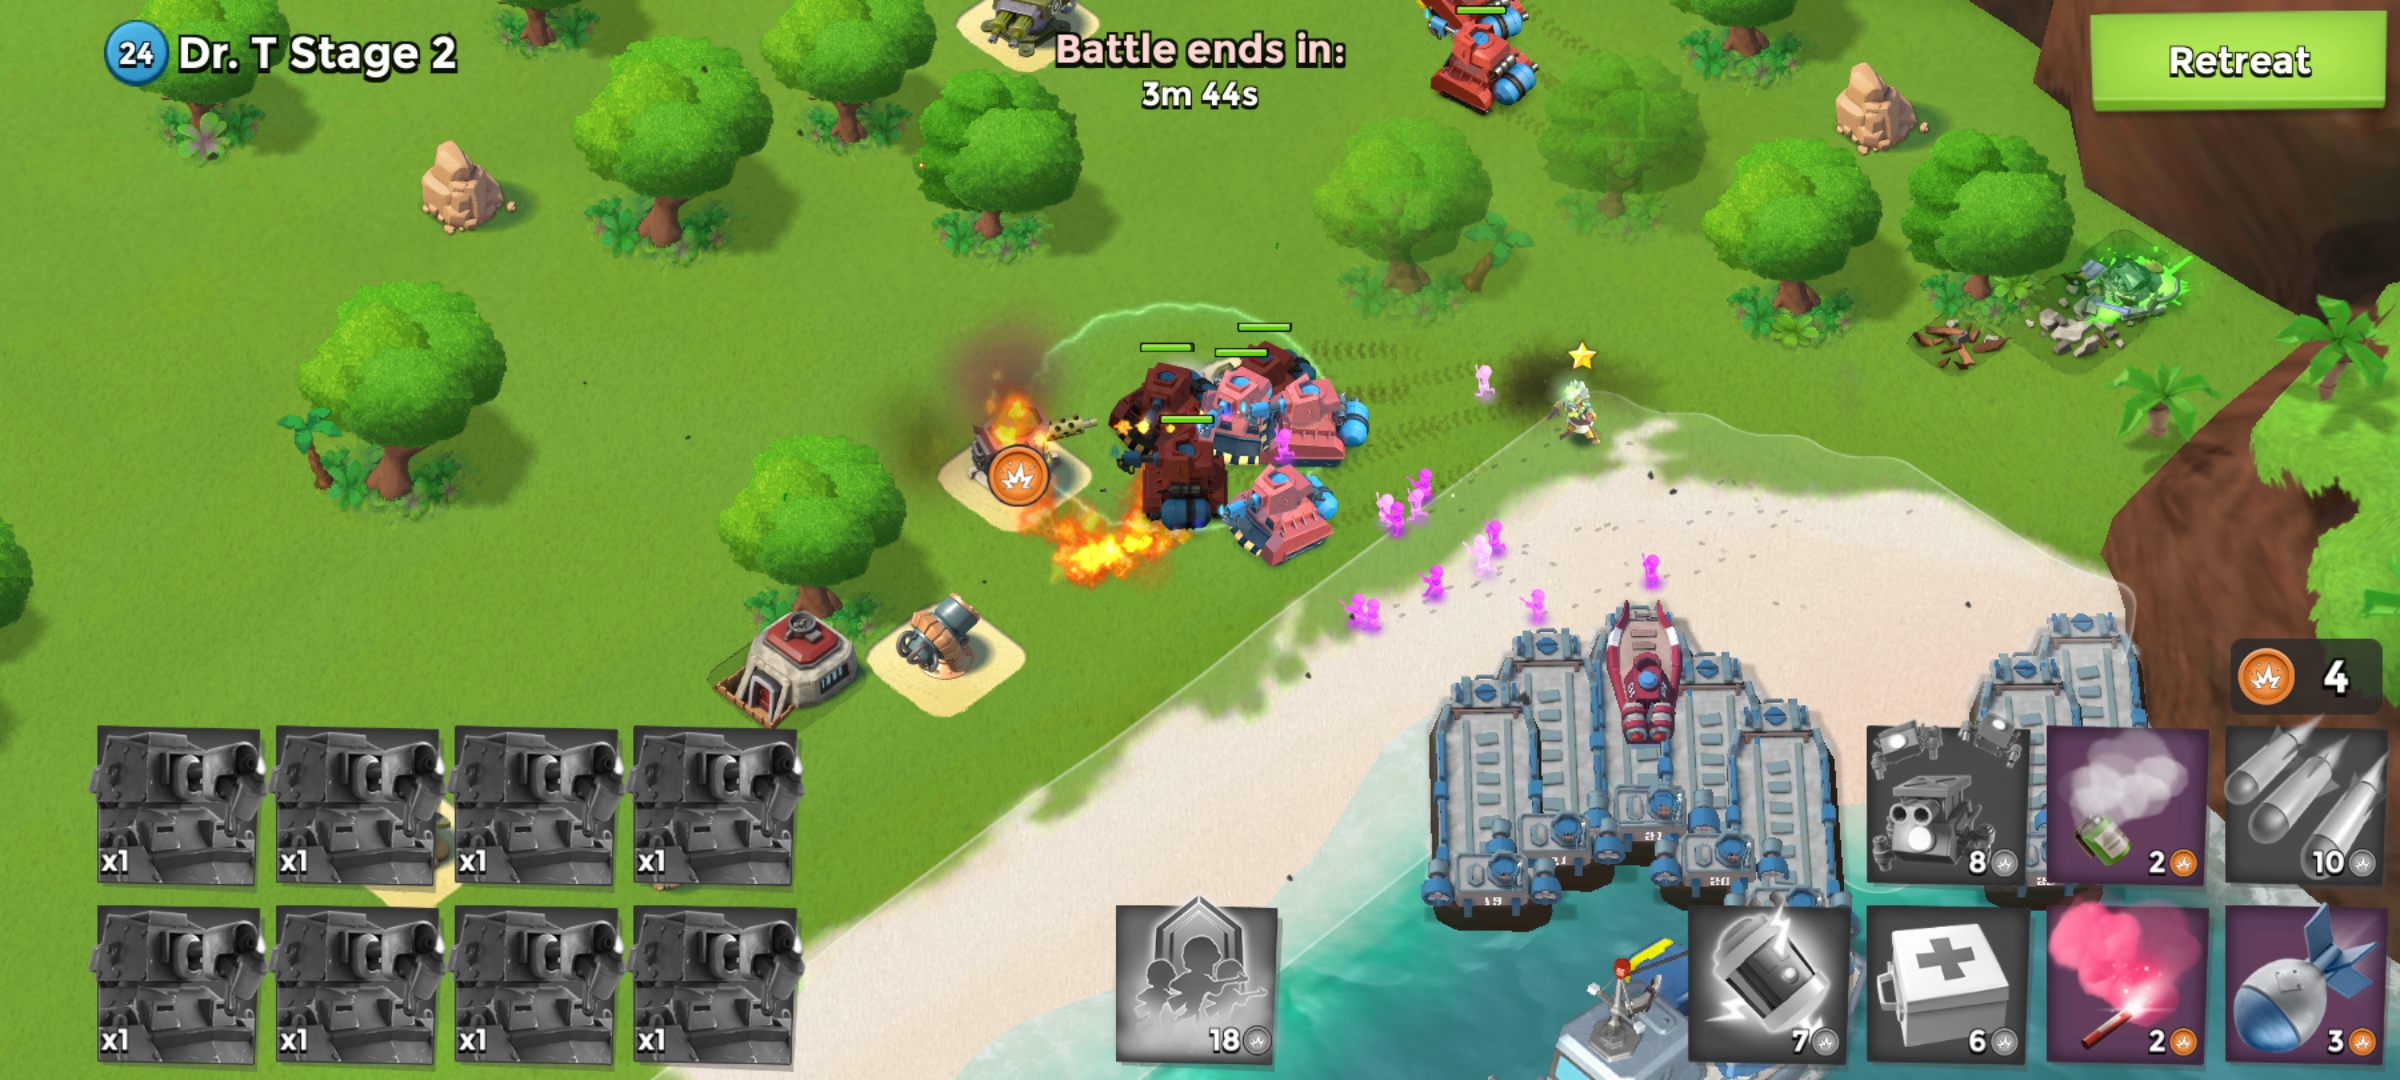 24 Dr. T Stage 2
Battle ends in:
3m 44s
Retreat
4
x1 x1 x1 x1
8 2 10
x1 x1 x1 x1
18 7 6 2 3
19